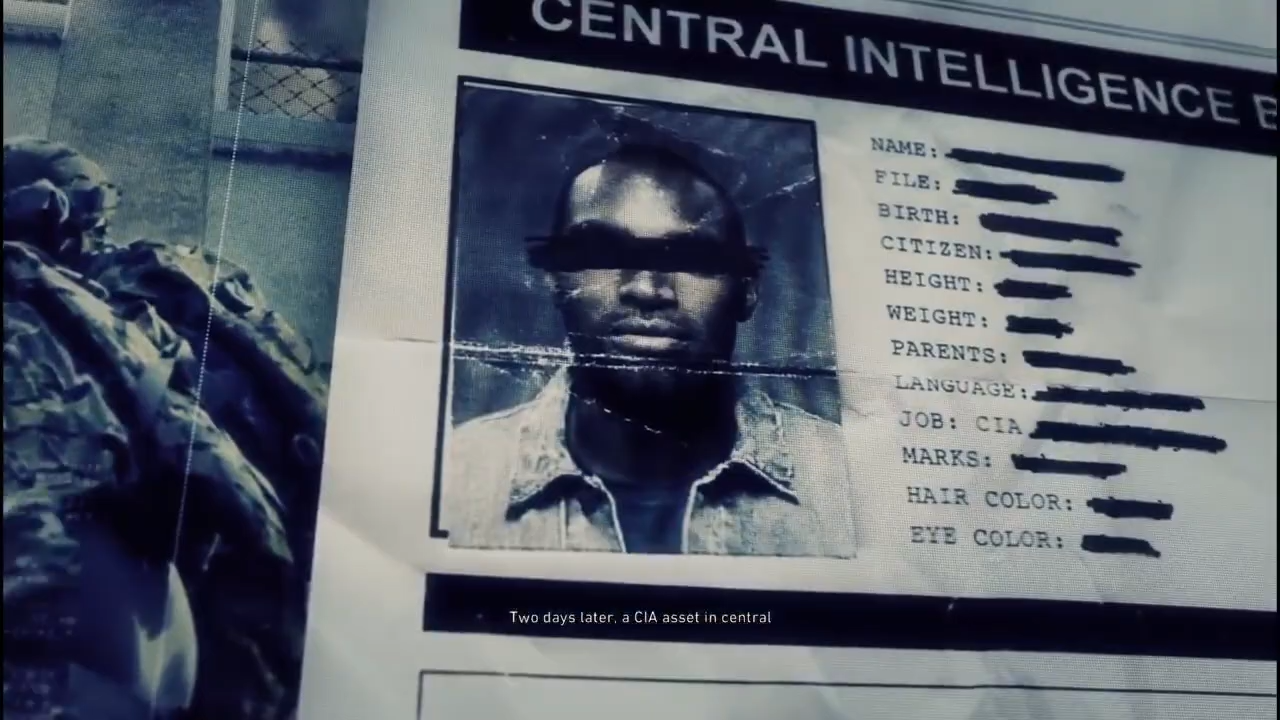 CENTRAL INTELLIGENCE
NAME:
FILE:
BIRTH:
CITIZEN:
HEIGHT:
WEIGHT:
PARENTS:
LANGUAGE:
JOB: CIA
MARKS:
HAIR COLOR:
EYE COLOR:
Two days later, a CIA asset in central